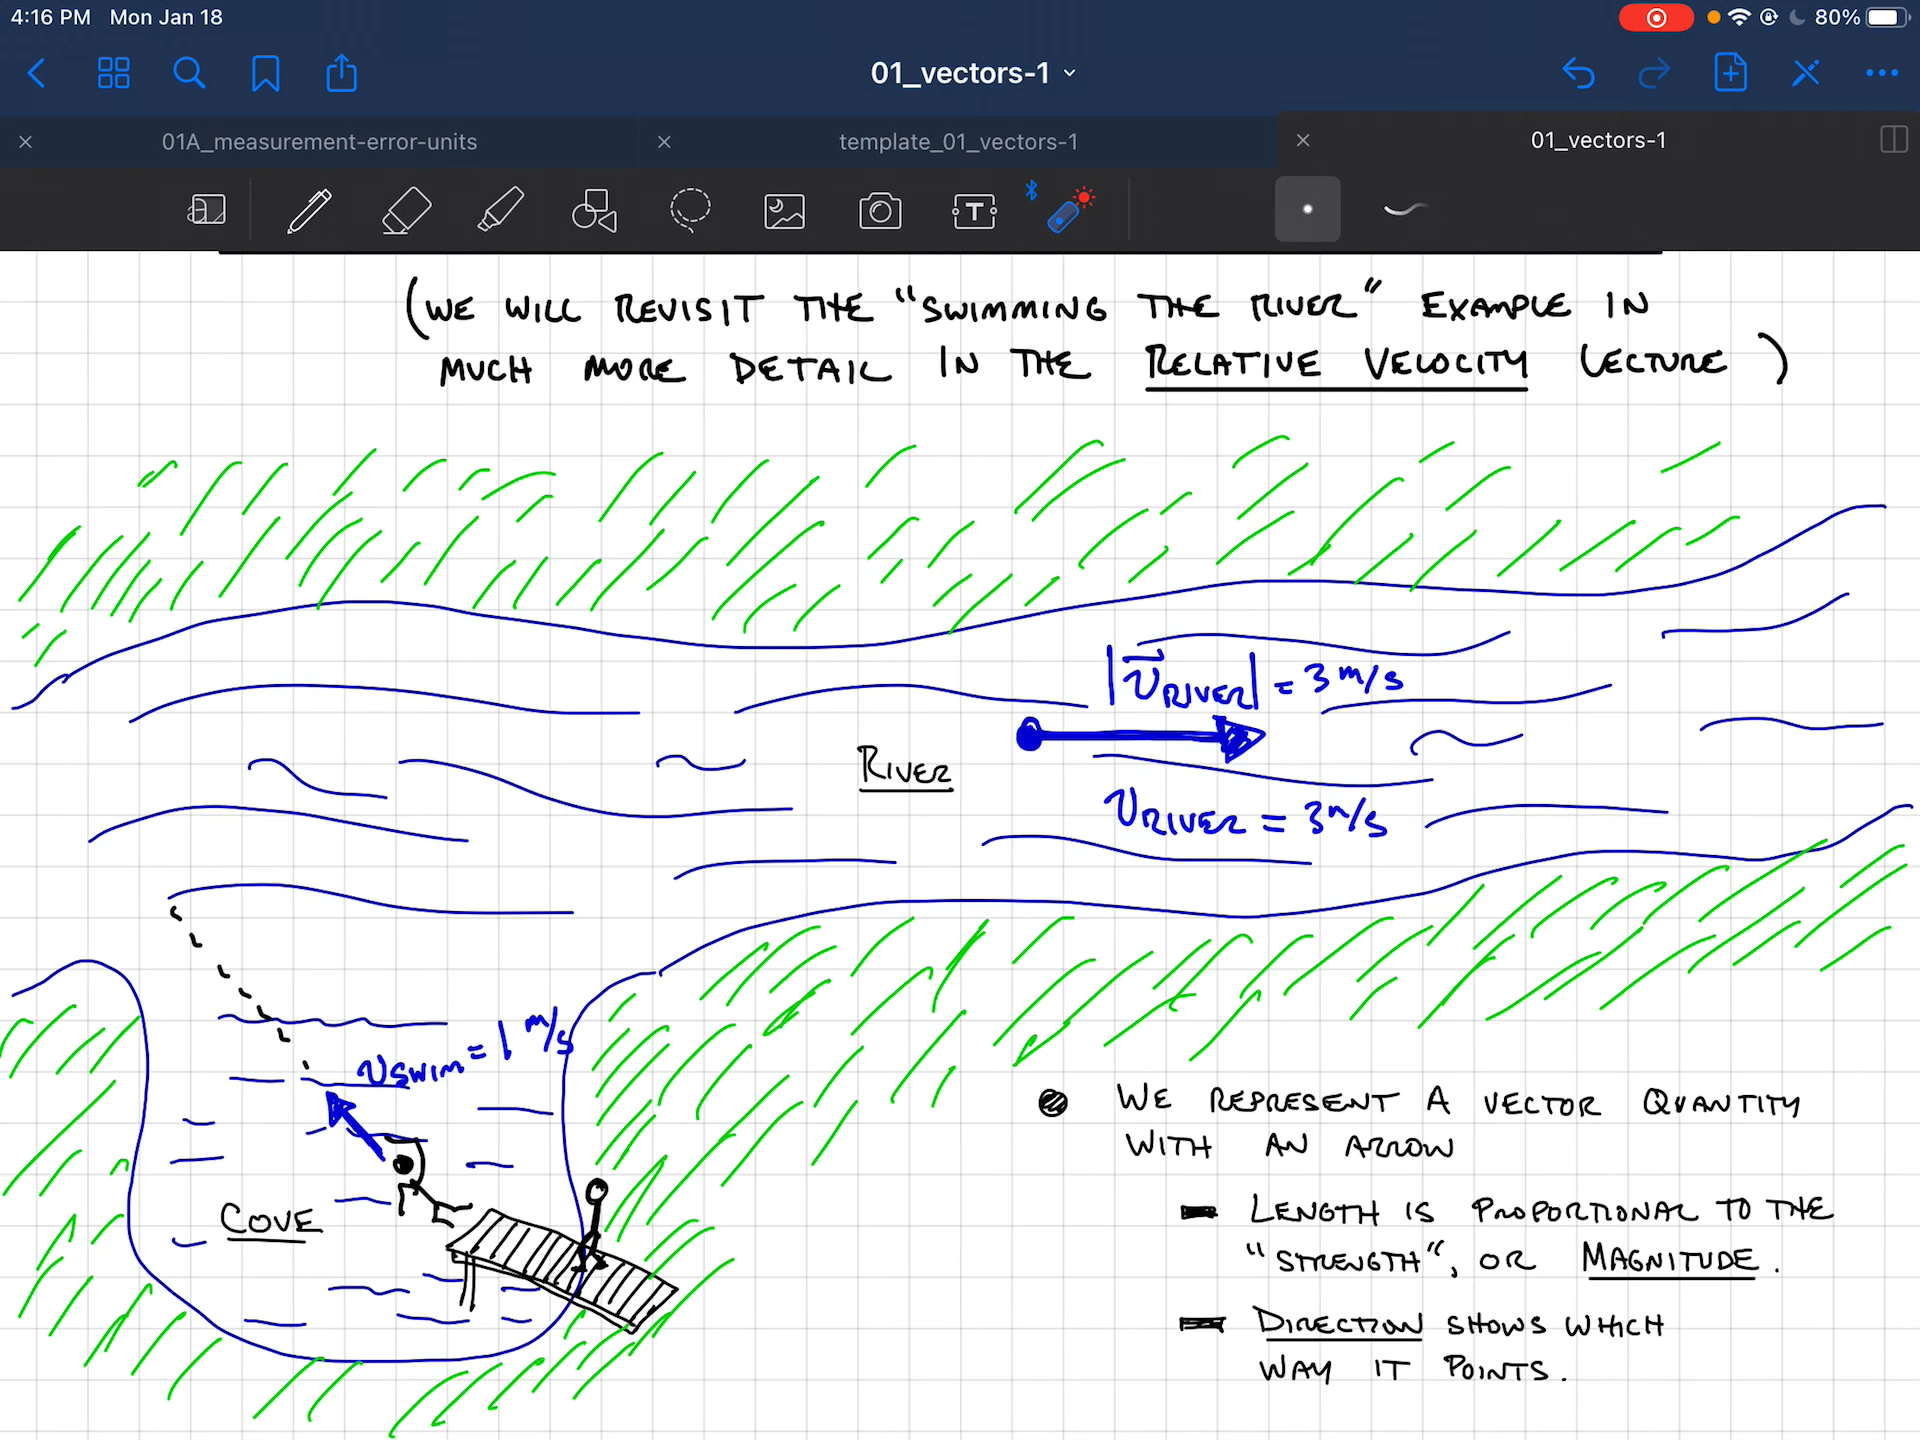 4:16 PM Mon Jan 18
80%
01_vectors-1
01A_measurement-error-units
template_01_vectors-1
01_vectors-1
T
(WE WILL REVISIT THE "SWIMMING THE RIVER" EXAMPLE IN
MUCH MORE DETAIL IN THE RELATIVE VELOCITY LECTURE)
|v⃗RIVER| = 3 m/s
RIVER
vRIVER = 3 m/s
vSWIM = 1 m/s
COVE
WE REPRESENT A VECTOR QUANTITY
WITH AN ARROW
- LENGTH IS PROPORTIONAL TO THE
"STRENGTH", OR MAGNITUDE.
- DIRECTION SHOWS WHICH
WAY IT POINTS.